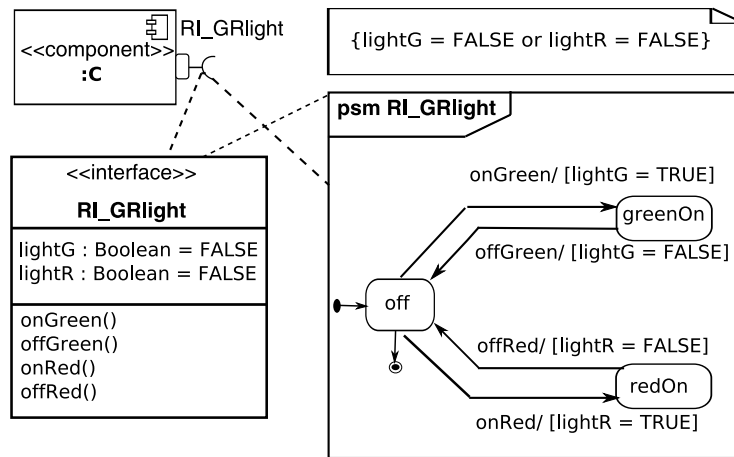 RI_GRlight
<<component>>
:C
{lightG = FALSE or lightR = FALSE}
<<interface>>
RI_GRlight
lightG : Boolean = FALSE
lightR : Boolean = FALSE
onGreen()
offGreen()
onRed()
offRed()
psm RI_GRlight
onGreen/ [lightG = TRUE]
greenOn
offGreen/ [lightG = FALSE]
off
offRed/ [lightR = FALSE]
redOn
onRed/ [lightR = TRUE]